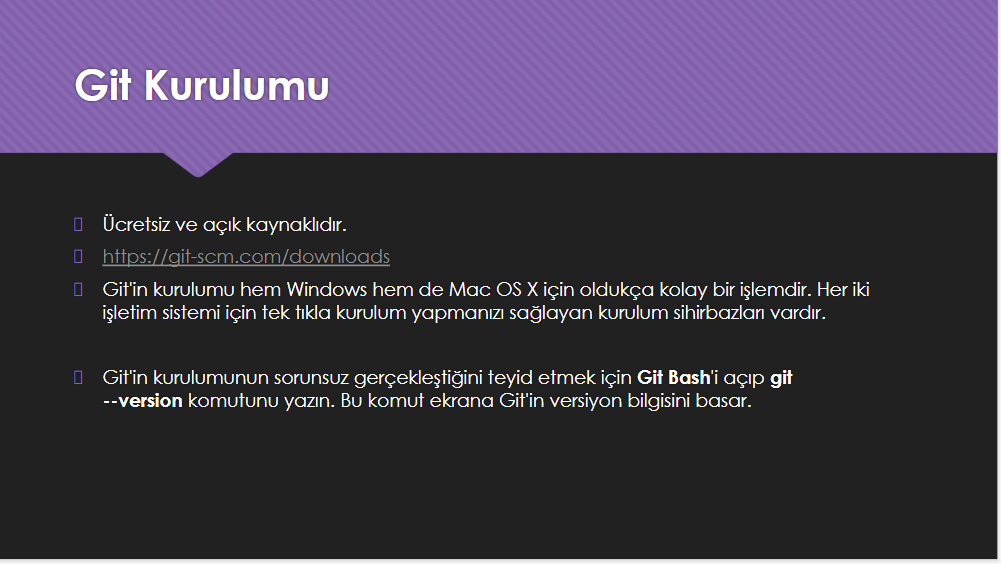 Git Kurulumu
Ücretsiz ve açık kaynaklıdır.
https://git-scm.com/downloads
Git'in kurulumu hem Windows hem de Mac OS X için oldukça kolay bir işlemdir. Her iki
işletim sistemi için tek tıkla kurulum yapmanızı sağlayan kurulum sihirbazları vardır.
Git'in kurulumunun sorunsuz gerçekleştiğini teyid etmek için Git Bash'i açıp git
--version komutunu yazın. Bu komut ekrana Git'in versiyon bilgisini basar.